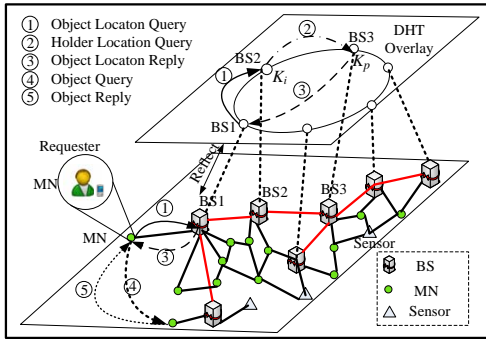 ① Object Locaton Query
② Holder Location Query
③ Object Locaton Reply
④ Object Query
⑤ Object Reply
DHT
Overlay
BS3
②
BS2
Kp
①
Ki
③
BS1
Reflect
Requester
MN
BS1
BS2
BS3
①
MN
③
Sensor
⑤
④
BS
MN
Sensor